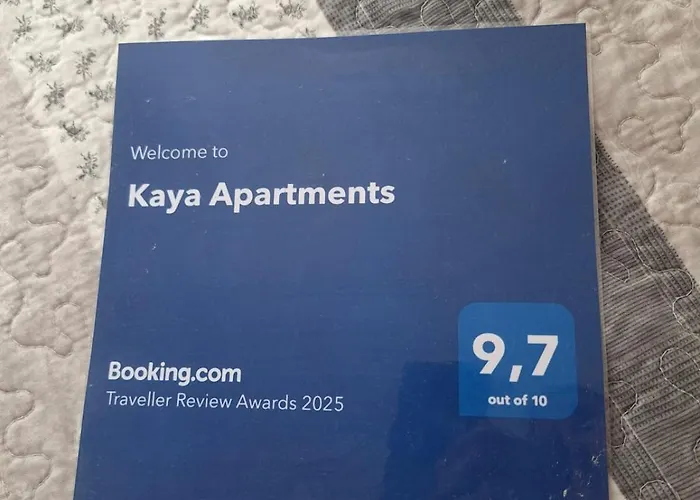 Welcome to
Kaya Apartments
Booking.com
Traveller Review Awards 2025
9,7
out of 10